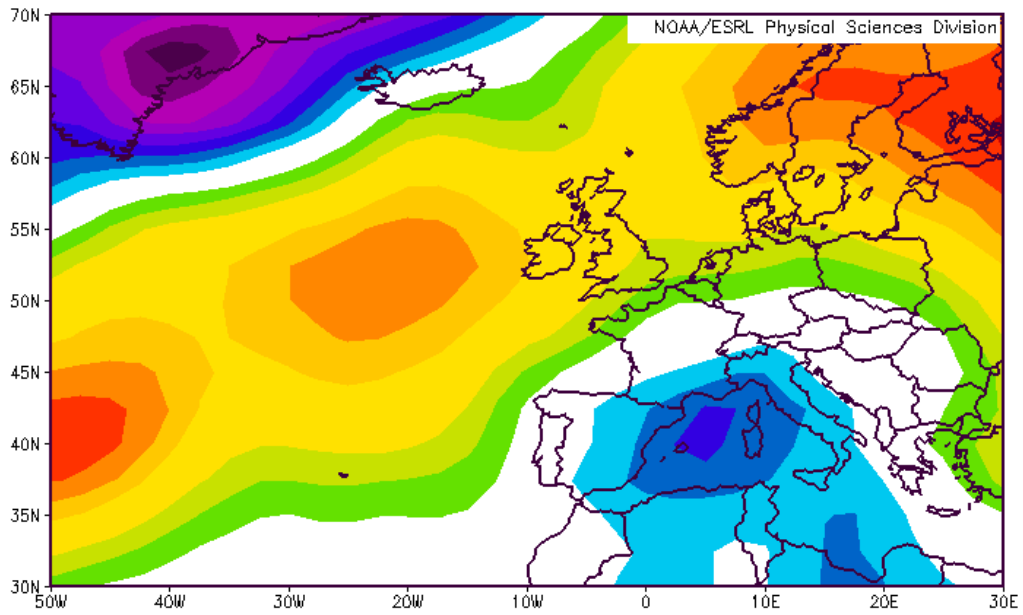 70N
NOAA/ESRL Physical Sciences Division
65N
60N
55N
50N
45N
40N
35N
30N
50W 40W 30W 20W 10W 0 10E 20E 30E